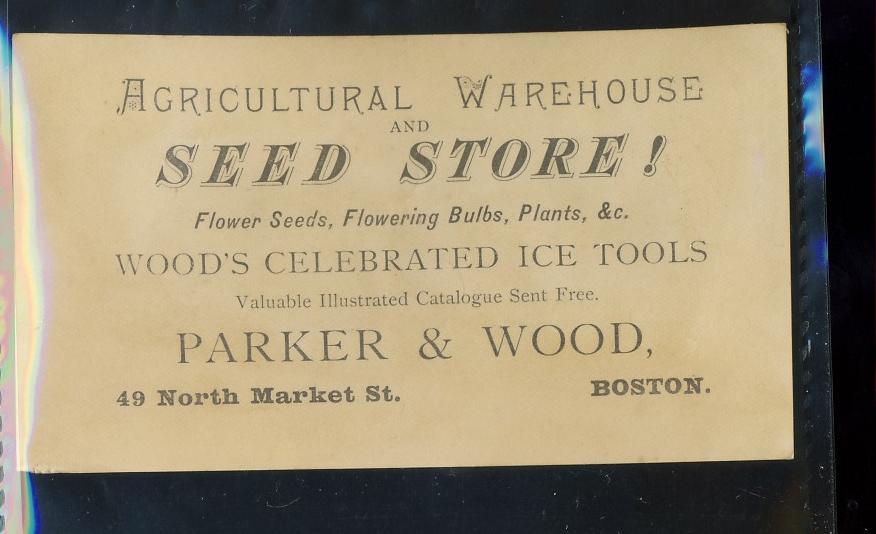 Agricultural Warehouse
AND
SEED STORE!
Flower Seeds, Flowering Bulbs, Plants, &c.
WOOD'S CELEBRATED ICE TOOLS
Valuable Illustrated Catalogue Sent Free.
PARKER & WOOD,
49 North Market St. BOSTON.